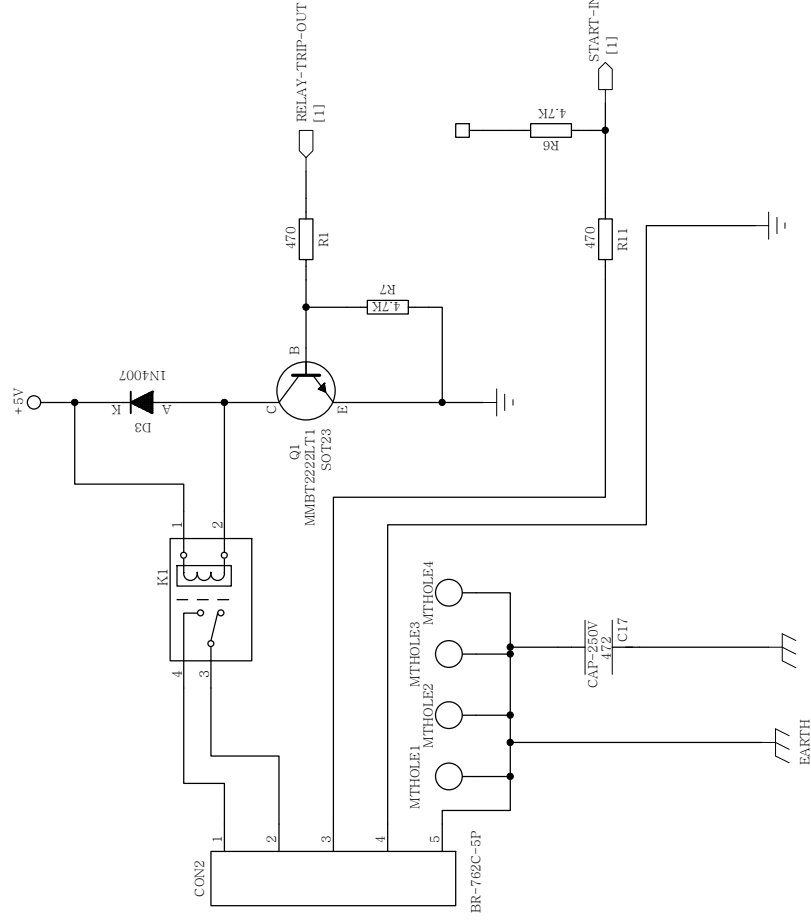 +5V
1N4007
K
A
D3
RELAY-TRIP-OUT
[1]
470
R1
R7
4.7K
B
C
E
Q1
MMBT2222LT1
SOT23
START-IN
[1]
4.7K
R6
470
R11
K1
1
2
4
3
MTHOLE1
MTHOLE2
MTHOLE3
MTHOLE4
CAP-250V
472
C17
EARTH
CON2
1
2
3
4
5
BR-762C-5P